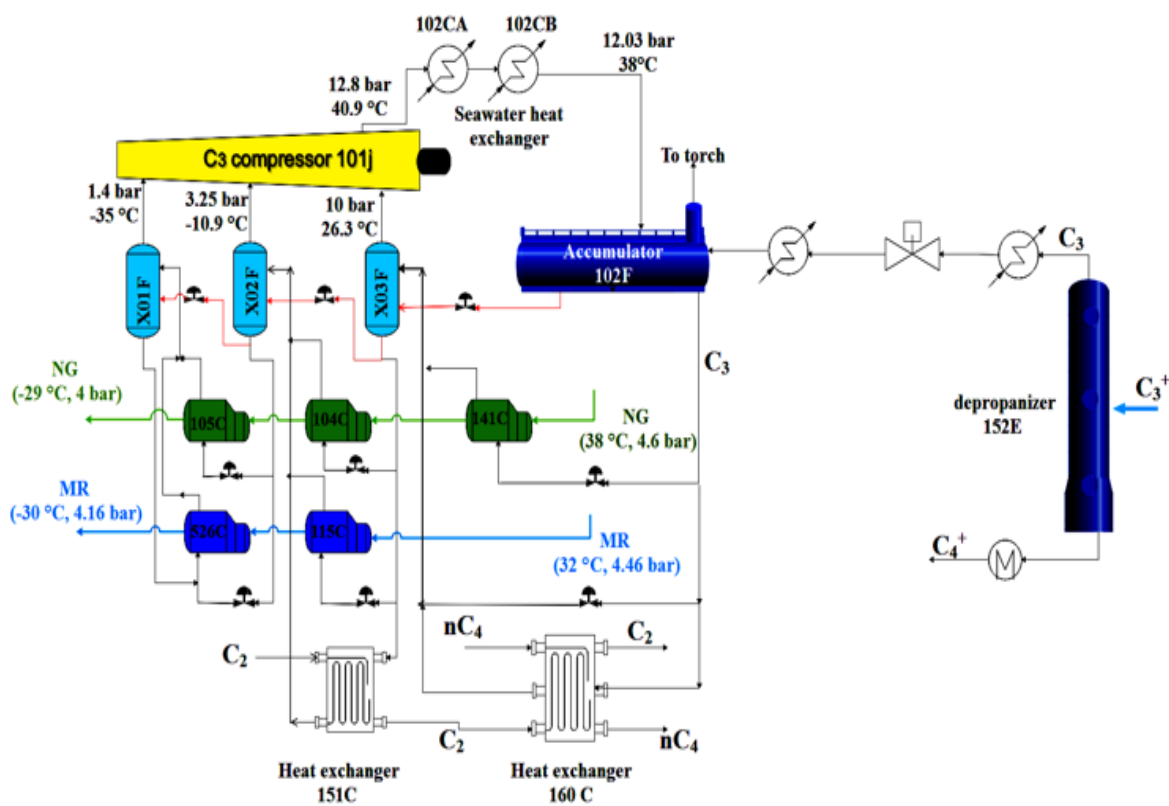 102CA
102CB
12.03 bar
38°C
12.8 bar
40.9 °C
Seawater heat
exchanger
C3 compressor 101j
To torch
1.4 bar
-35 °C
3.25 bar
-10.9 °C
10 bar
26.3 °C
Accumulator
102F
C₃
X01F
X02F
X03F
C₃
NG
(-29 °C, 4 bar)
105C
104C
141C
NG
(38 °C, 4.6 bar)
depropanizer
152E
C₃⁺
MR
(-30 °C, 4.16 bar)
526C
115C
MR
(32 °C, 4.46 bar)
C₄⁺
M
nC₄
C₂
C₂
C₂
nC₄
Heat exchanger
151C
Heat exchanger
160 C